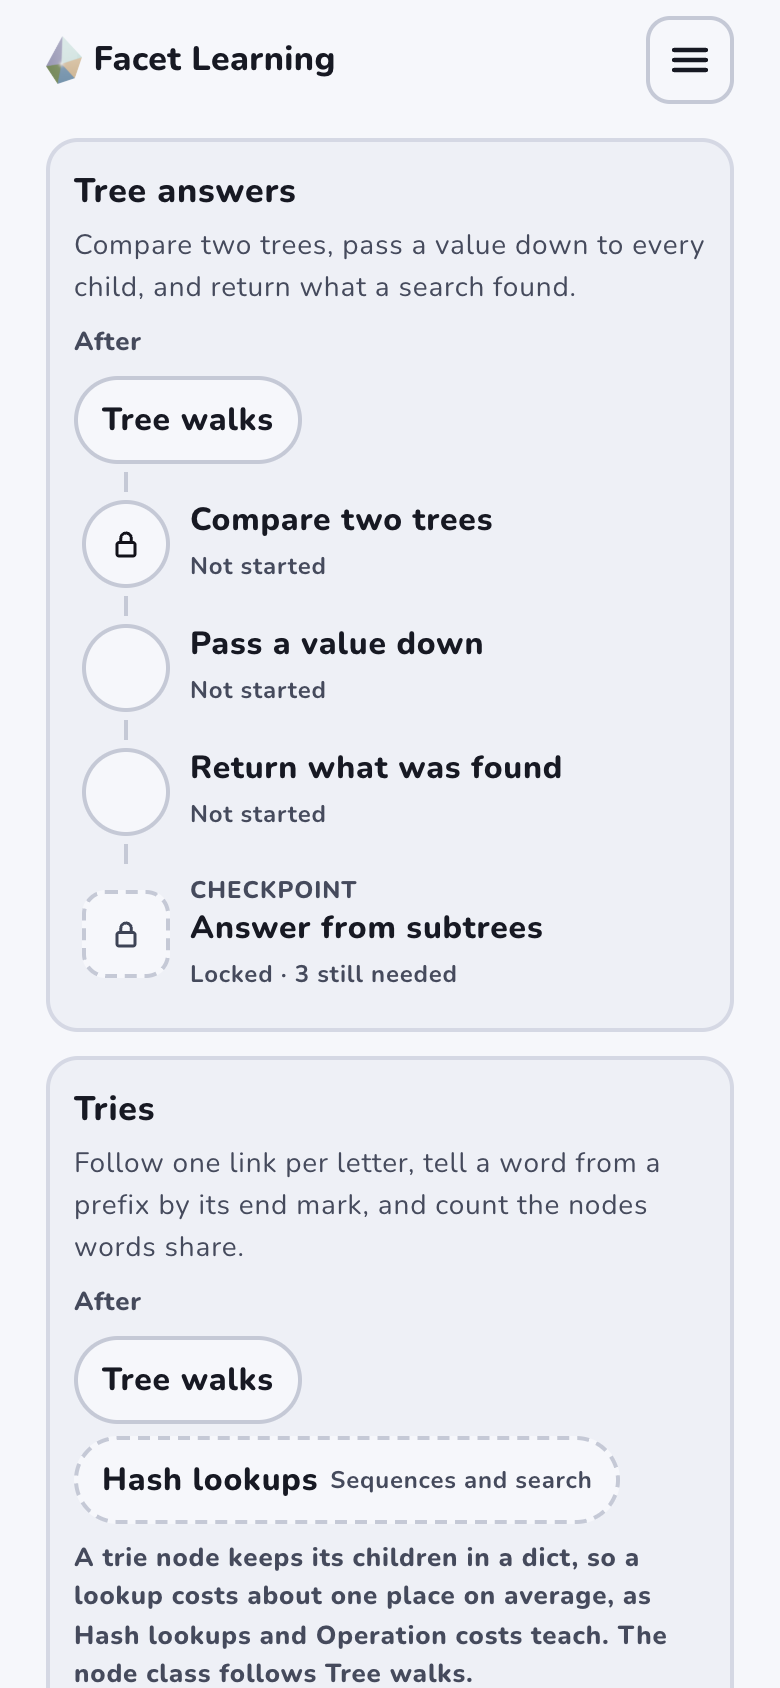 Facet Learning
Tree answers
Compare two trees, pass a value down to every
child, and return what a search found.
After
Tree walks
Compare two trees
Not started
Pass a value down
Not started
Return what was found
Not started
CHECKPOINT
Answer from subtrees
Locked · 3 still needed
Tries
Follow one link per letter, tell a word from a
prefix by its end mark, and count the nodes
words share.
After
Tree walks
Hash lookups Sequences and search
A trie node keeps its children in a dict, so a
lookup costs about one place on average, as
Hash lookups and Operation costs teach. The
node class follows Tree walks.